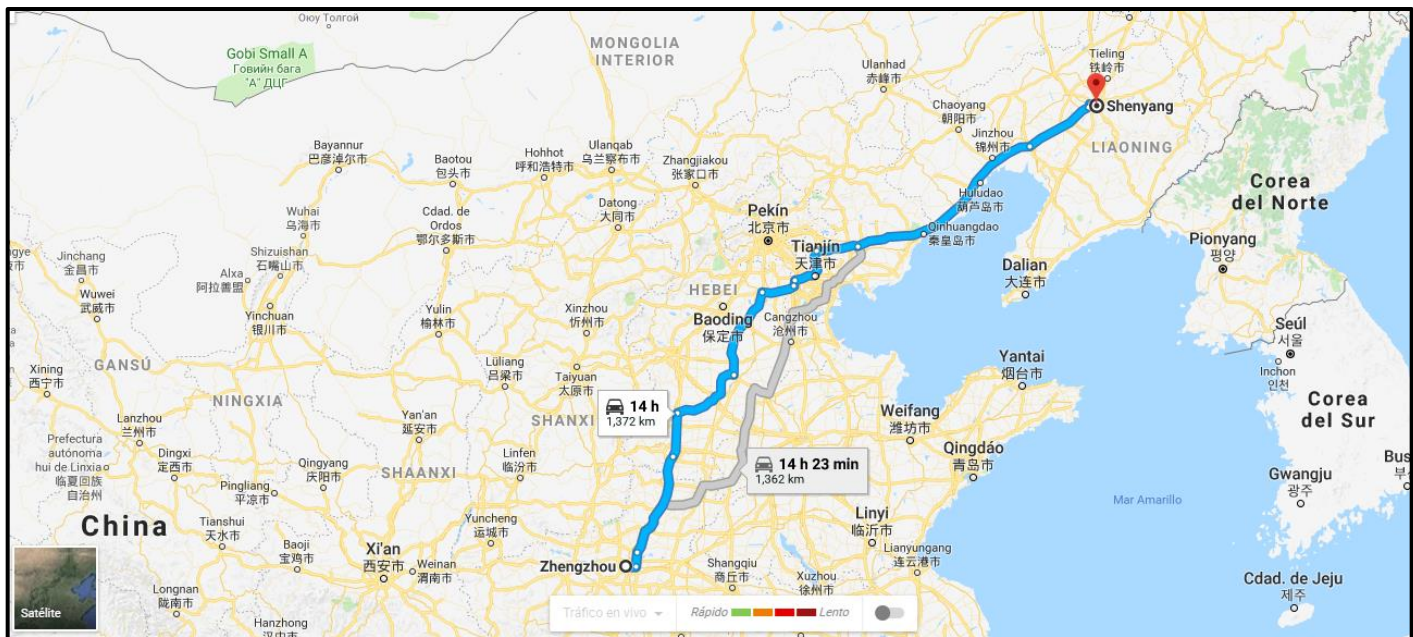 Оюу Толгой
Gobi Small A
Говийн бага
"А" ДЦГ
MONGOLIA
INTERIOR
Ulanhad
赤峰市
Tieling
铁岭市
Shenyang
Chaoyang
朝阳市
Jinzhou
锦州市
LIAONING
Bayannur
巴彦淖尔市
Baotou
包头市
Hohhot
呼和浩特市
Ulanqab
乌兰察布市
Zhangjiakou
张家口市
Huludao
葫芦岛市
Corea
del Norte
Wuhai
乌海市
Cdad. de
Ordos
鄂尔多斯市
Datong
大同市
Pekín
北京市
Qinhuangdao
秦皇岛市
Pionyang
평양
Tianjín
天津市
Jinchang
金昌市
Shizuishan
石嘴山市
Alxa
阿拉善盟
Dalian
大连市
Wuwei
武威市
Yinchuan
银川市
Yulin
榆林市
Xinzhou
忻州市
HEBEI
Baoding
保定市
Cangzhou
沧州市
Seúl
서울
Inchon
인천
GANSÚ
Xining
西宁市
Lüliang
吕梁市
Taiyuan
太原市
Yantai
烟台市
NINGXIA
14 h
1,372 km
SHANXI
Weifang
潍坊市
Corea
del Sur
Lanzhou
兰州市
Yan'an
延安市
Prefectura
autónoma
hui de Linxia
临夏回族
自治州
Dingxi
定西市
Qingyang
庆阳市
Linfen
临汾市
Qingdáo
青岛市
Bus
부
14 h 23 min
1,362 km
SHAANXI
Pingliang
平凉市
Gwangju
광주
Mar Amarillo
China
Tianshui
天水市
Yuncheng
运城市
Linyi
临沂市
Baoji
宝鸡市
Xi'an
西安市
Weinan
渭南市
Zhengzhou
Shangqiu
商丘市
Xuzhou
徐州市
Lianyungang
连云港市
Cdad. de Jeju
제주
Longnan
陇南市
Satélite
Tráfico en vivo
Rápido
Lento
Hanzhong